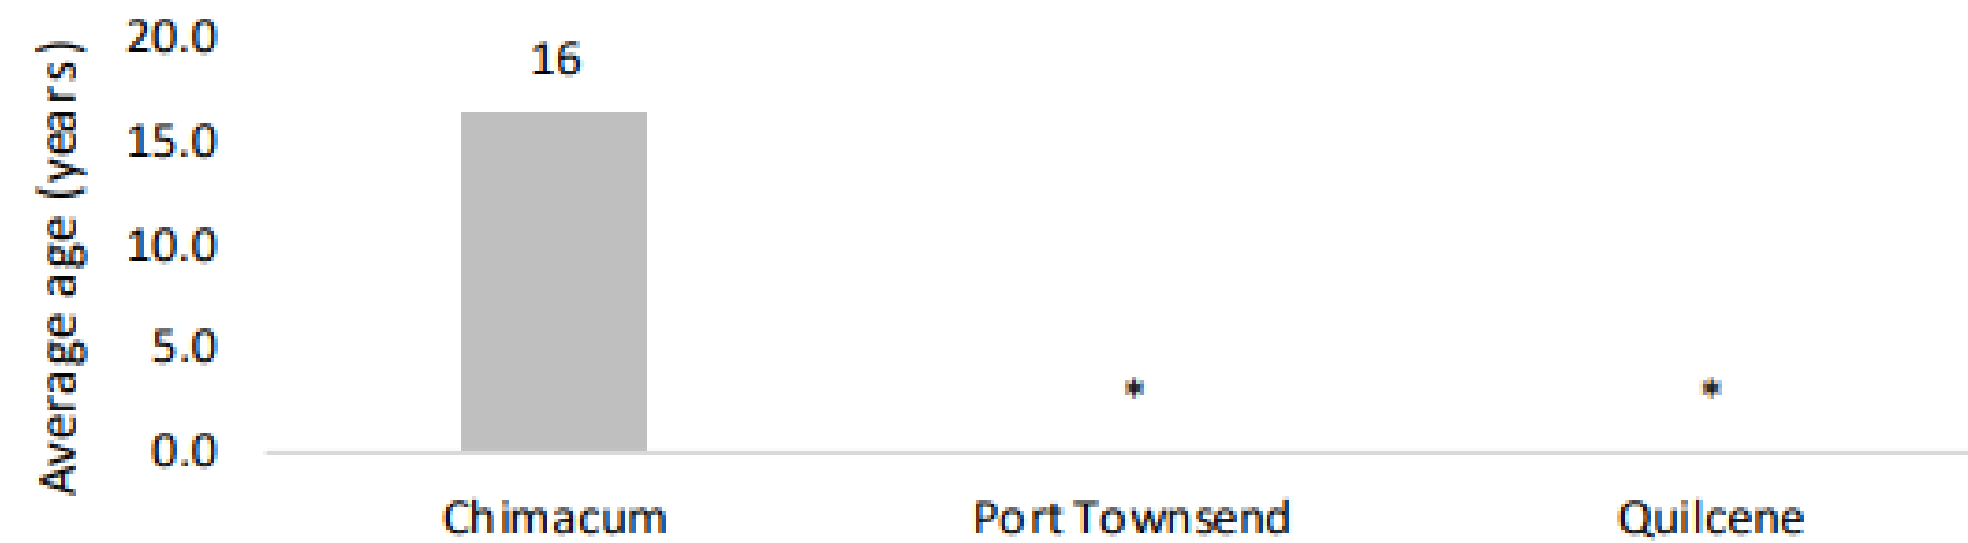 Average age (years)
20.0
15.0
10.0
5.0
0.0
16
*
*
Chimacum
Port Townsend
Quilcene